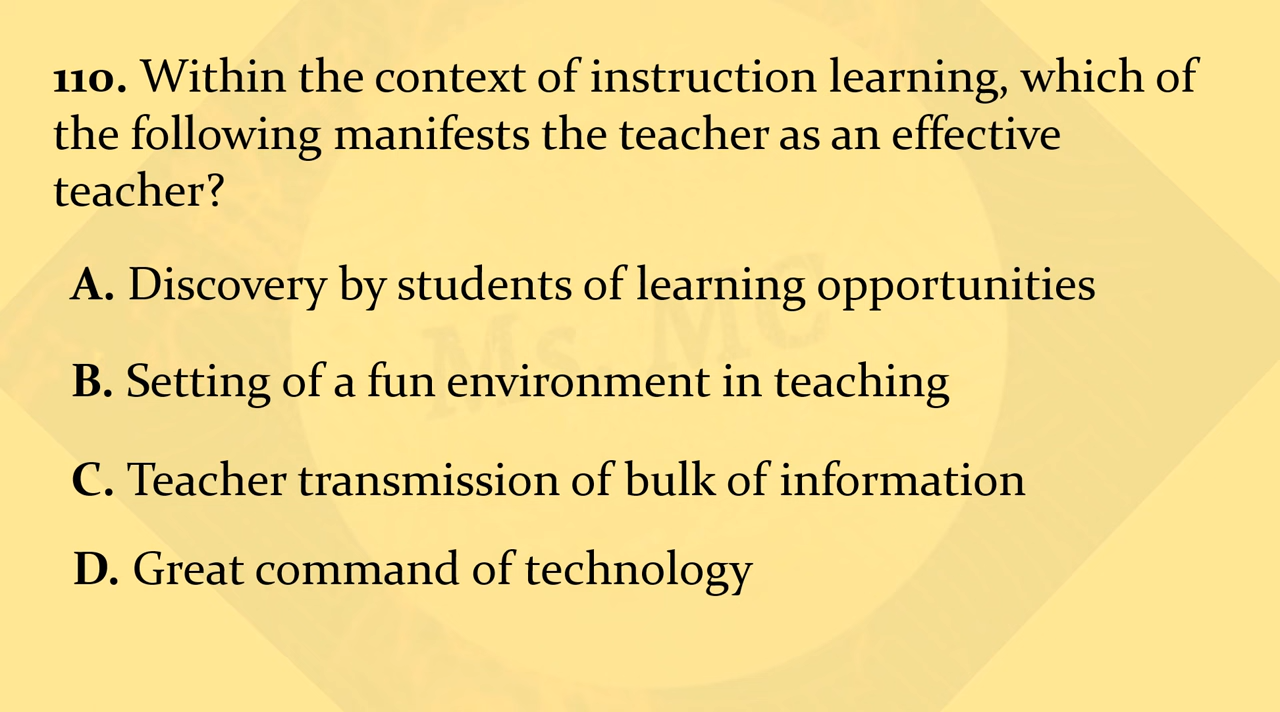 110. Within the context of instruction learning, which of
the following manifests the teacher as an effective
teacher?
A. Discovery by students of learning opportunities
Ms. MC
B. Setting of a fun environment in teaching
C. Teacher transmission of bulk of information
D. Great command of technology